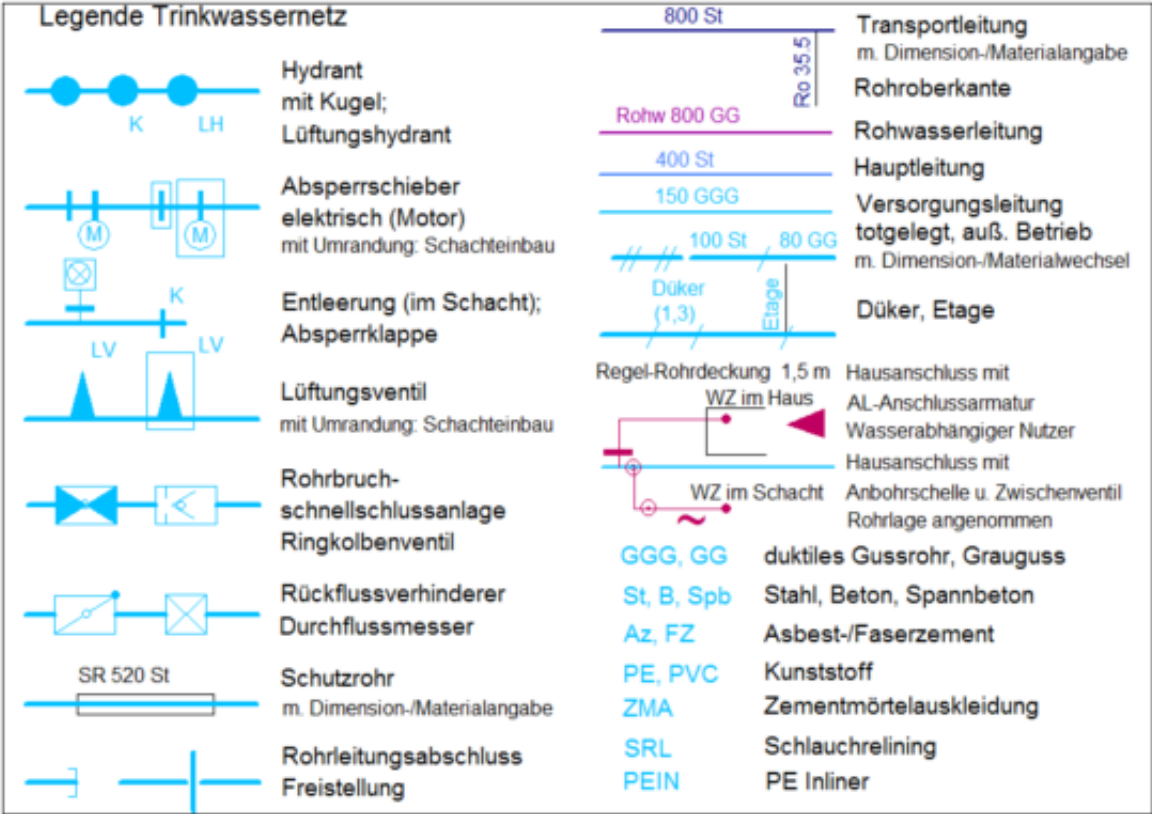 Legende Trinkwassernetz
K LH
Hydrant
mit Kugel;
Lüftungshydrant
M M
Absperrschieber
elektrisch (Motor)
mit Umrandung: Schachteinbau
K
Entleerung (im Schacht);
Absperrklappe
LV LV
Lüftungsventil
mit Umrandung: Schachteinbau
Rohrbruch-
schnellschlussanlage
Ringkolbenventil
Rückflussverhinderer
Durchflussmesser
SR 520 St
Schutzrohr
m. Dimension-/Materialangabe
Rohrleitungsabschluss
Freistellung
800 St
Ro 35.5
Transportleitung
m. Dimension-/Materialangabe
Rohroberkante
Rohw 800 GG
Rohwasserleitung
400 St
Hauptleitung
150 GGG
Versorgungsleitung
100 St 80 GG
totgelegt, auß. Betrieb
m. Dimension-/Materialwechsel
Düker
(1,3)
Etage
Düker, Etage
Regel-Rohrdeckung 1,5 m
Hausanschluss mit
WZ im Haus
AL-Anschlussarmatur
Wasserabhängiger Nutzer
Hausanschluss mit
WZ im Schacht
Anbohrschelle u. Zwischenventil
Rohrlage angenommen
GGG, GG duktiles Gussrohr, Grauguss
St, B, Spb Stahl, Beton, Spannbeton
Az, FZ Asbest-/Faserzement
PE, PVC Kunststoff
ZMA Zementmörtelauskleidung
SRL Schlauchrelining
PEIN PE Inliner